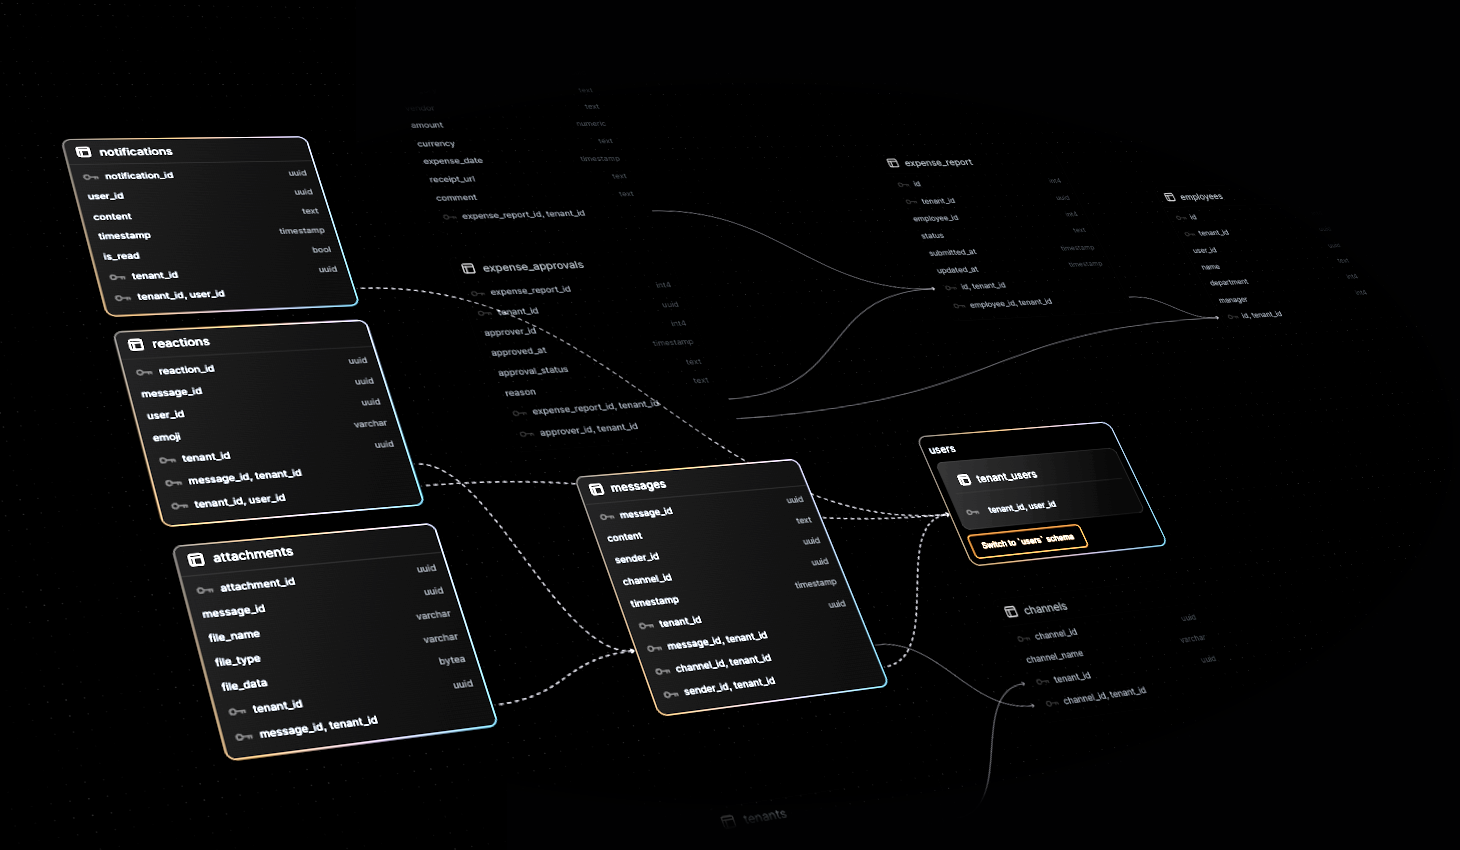 notifications
notification_id uuid
user_id uuid
content text
timestamp timestamp
is_read bool
tenant_id uuid
tenant_id, user_id
reactions
reaction_id uuid
message_id uuid
user_id uuid
emoji varchar
tenant_id uuid
message_id, tenant_id
tenant_id, user_id
attachments
attachment_id uuid
message_id uuid
file_name varchar
file_type varchar
file_data bytea
tenant_id uuid
message_id, tenant_id
text
text
amount numeric
currency text
expense_date timestamp
receipt_url text
comment text
expense_report_id, tenant_id
expense_approvals
expense_report_id int4
tenant_id uuid
approver_id int4
approved_at timestamp
approval_status text
reason text
expense_report_id, tenant_id
approver_id, tenant_id
messages
message_id uuid
content text
sender_id uuid
channel_id uuid
timestamp timestamp
tenant_id uuid
message_id, tenant_id
channel_id, tenant_id
sender_id, tenant_id
expense_report
id int4
tenant_id uuid
employee_id int4
status text
submitted_at timestamp
updated_at timestamp
id, tenant_id
employee_id, tenant_id
employees
id
tenant_id uuid
user_id uuid
name text
department int4
manager int4
id, tenant_id
users
tenant_users
tenant_id, user_id
Switch to `users` schema
channels
channel_id uuid
channel_name varchar
tenant_id uuid
channel_id, tenant_id
tenants